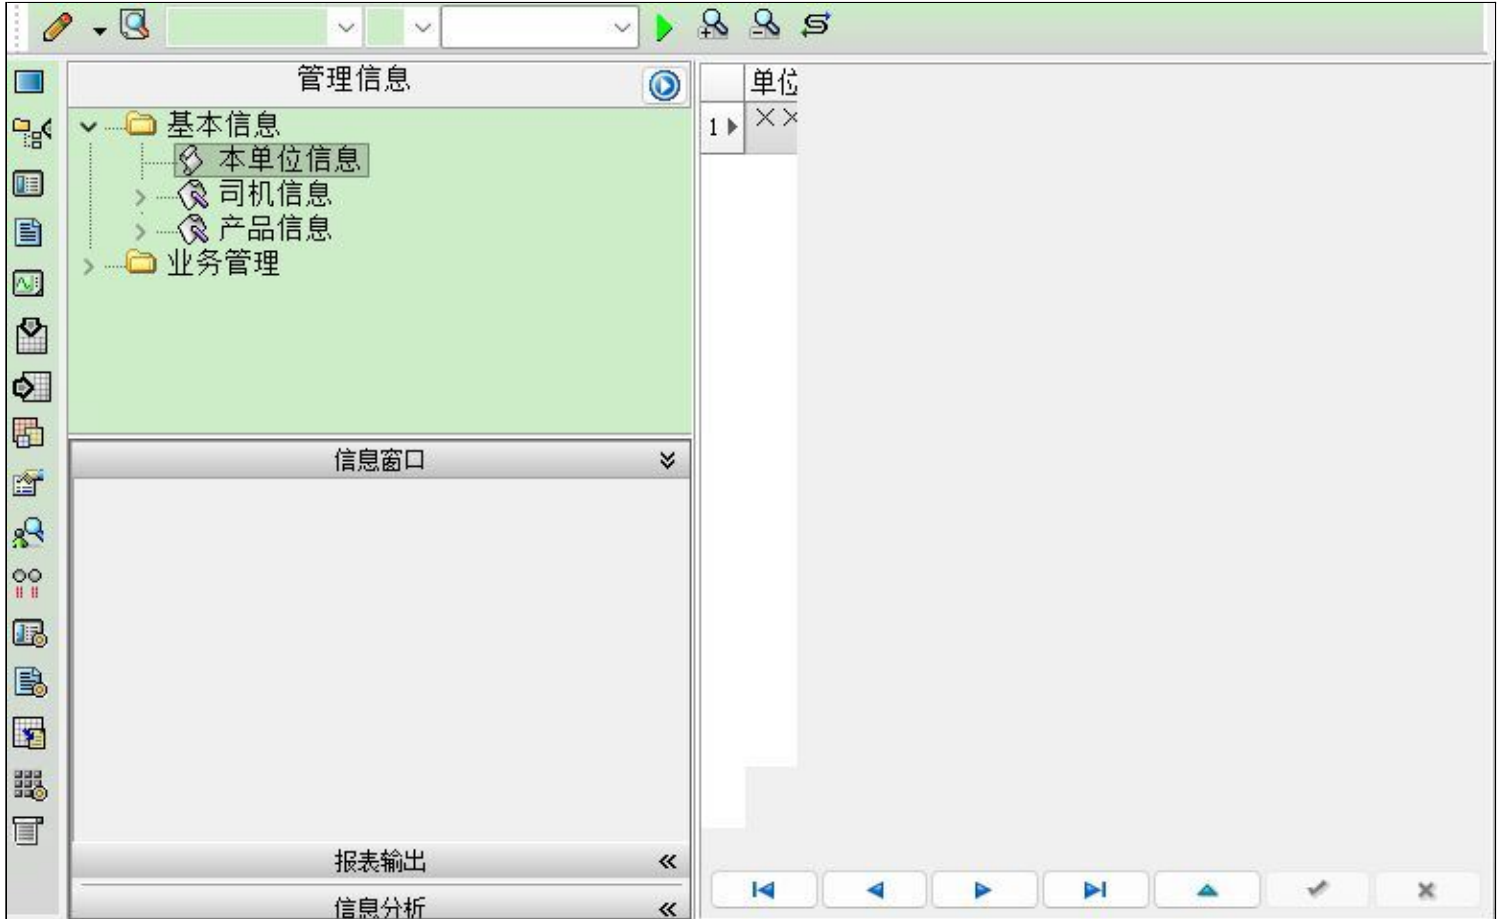 管理信息
基本信息
本单位信息
司机信息
产品信息
业务管理
信息窗口
报表输出
信息分析
单位
1 ××